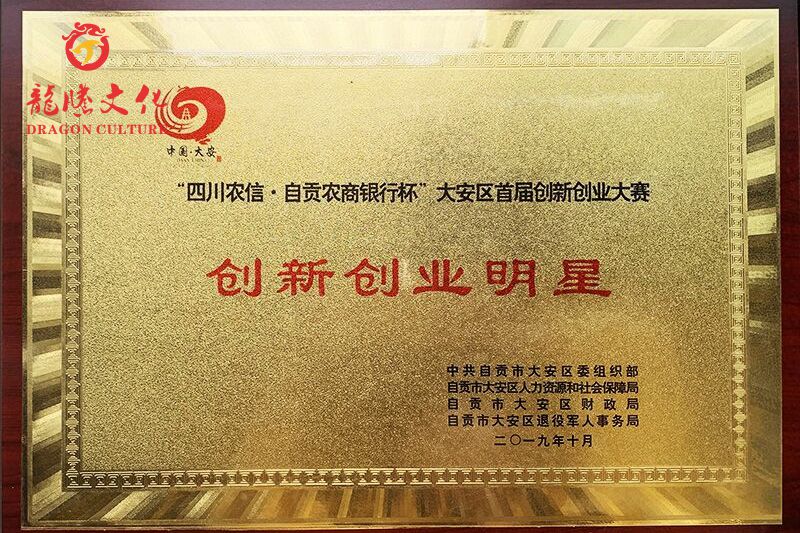 龍騰文化
DRAGON CULTURE
中国·大安
“四川农信·自贡农商银行杯”大安区首届创新创业大赛
创新创业明星
中共自贡市大安区委组织部
自贡市大安区人力资源和社会保障局
自贡市大安区财政局
自贡市大安区退役军人事务局
二〇一九年十月